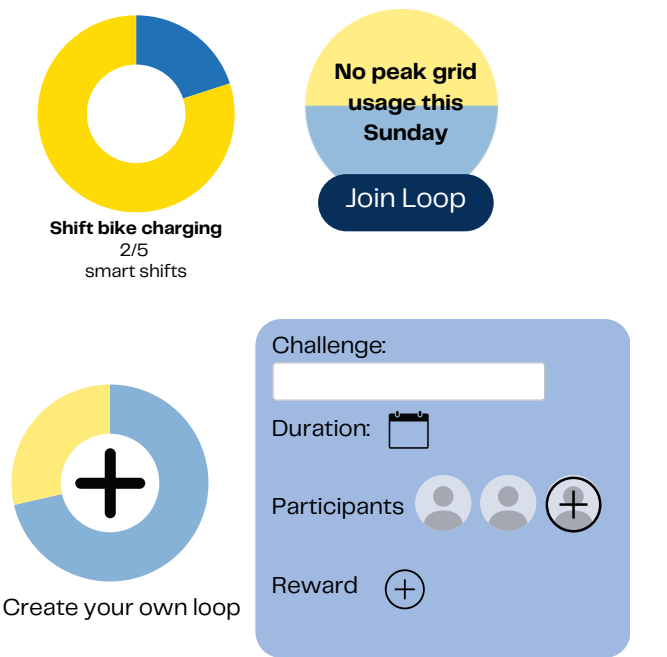 No peak grid
usage this
Sunday
Join Loop
Shift bike charging
2/5
smart shifts
Challenge:
Duration:
Participants
Reward
Create your own loop